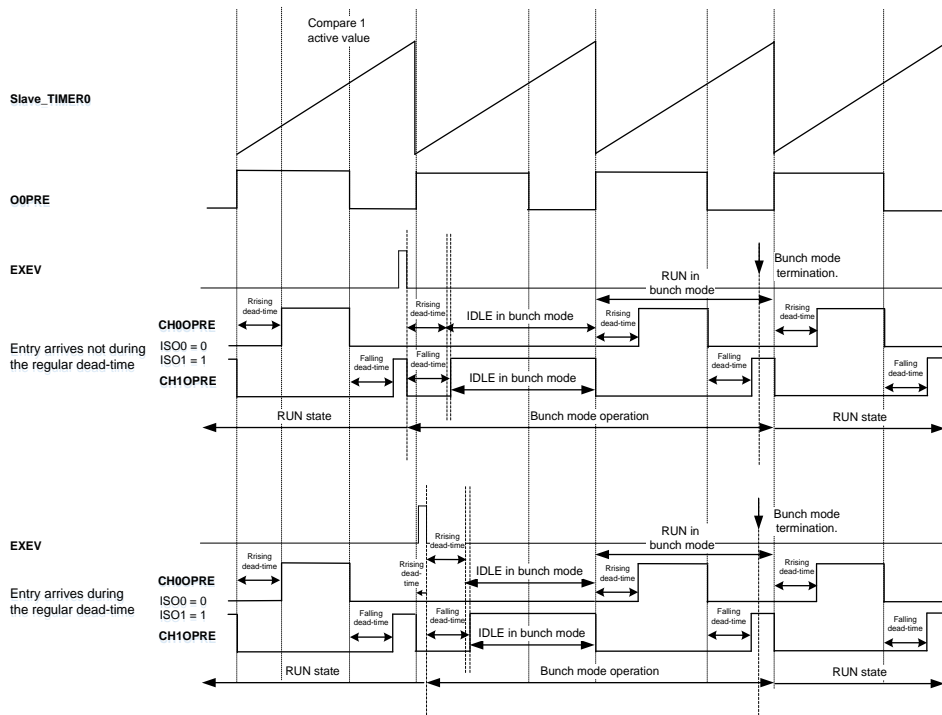 Compare 1
active value
Slave_TIMER0
O0PRE
EXEV
Bunch mode
termination.
RUN in
bunch mode
Rrising
dead-time
Rrising
dead-time
IDLE in bunch mode
Rrising
dead-time
Rrising
dead-time
CH0OPRE
ISO0 = 0
Entry arrives not during
the regular dead-time
ISO1 = 1
CH1OPRE
Falling
dead-time
Falling
dead-time
IDLE in bunch mode
Falling
dead-time
Falling
dead-time
RUN state
Bunch mode operation
RUN state
EXEV
Bunch mode
termination.
RUN in
bunch mode
Rrising
dead-time
Rrising
dead-
time
Rrising
dead-time
IDLE in bunch mode
Rrising
dead-time
Rrising
dead-time
CH0OPRE
ISO0 = 0
Entry arrives during
the regular dead-time
ISO1 = 1
CH1OPRE
Falling
dead-time
Falling
dead-time
IDLE in bunch mode
Falling
dead-time
Falling
dead-time
RUN state
Bunch mode operation
RUN state